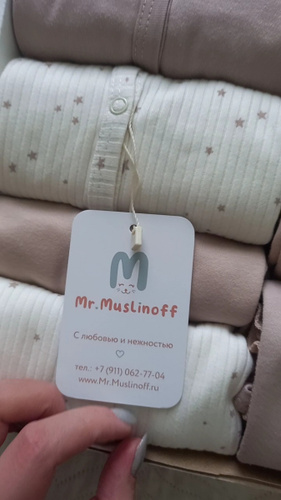 M
Mr.Muslinoff
С любовью и нежностью
тел.: +7 (911) 062-77-04
www.Mr.Muslinoff.ru